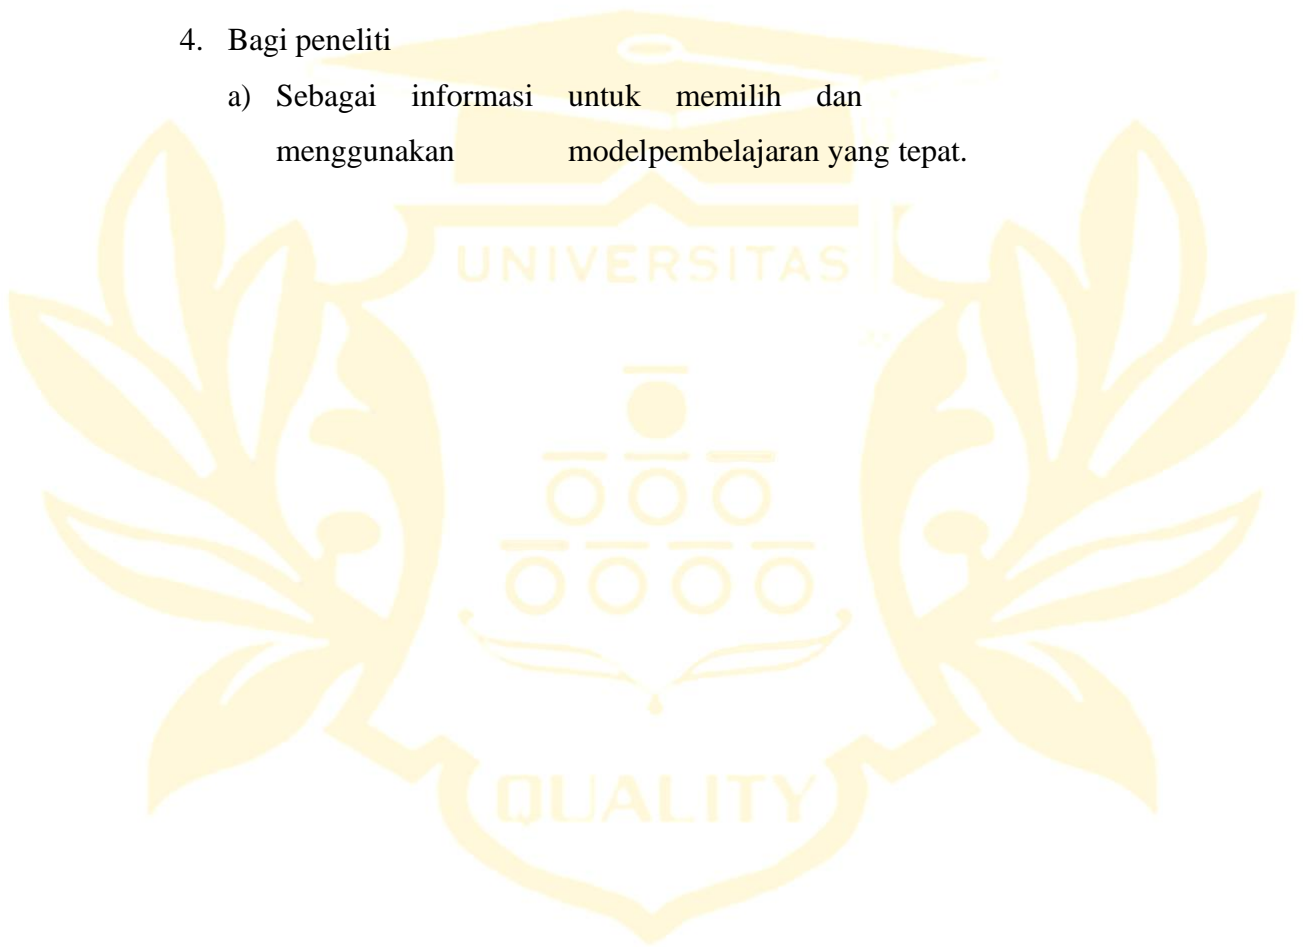 4. Bagi peneliti
a) Sebagai informasi untuk memilih dan
menggunakan modelpembelajaran yang tepat.
UNIVERSITAS
QUALITY